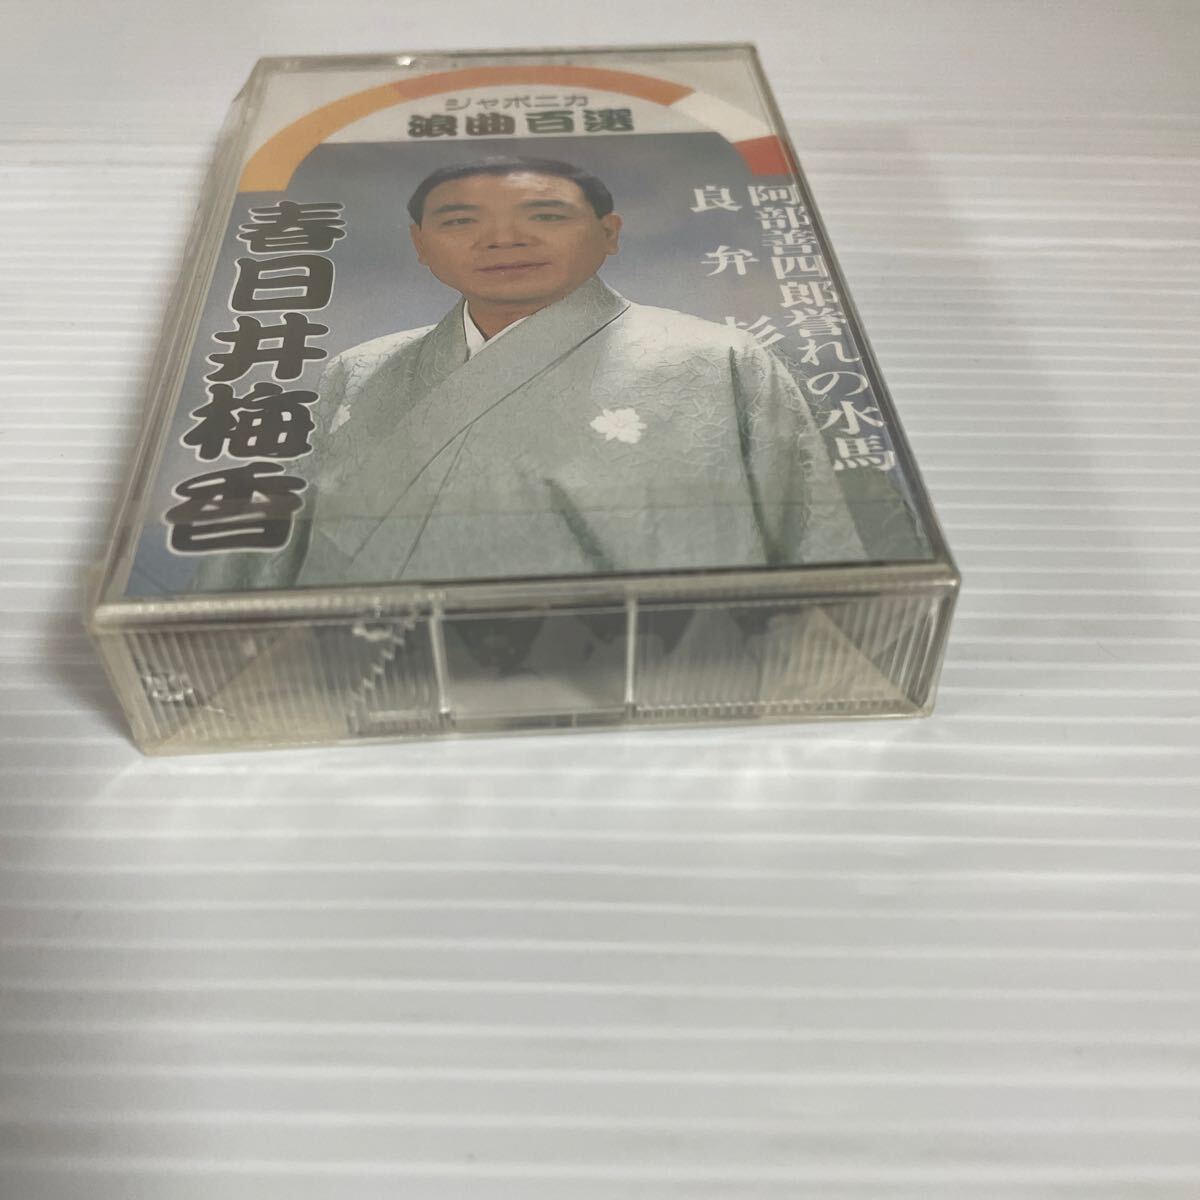 ジャポニカ
浪曲百選
阿部善四郎誉れの水馬
良弁杉
春日井梅香